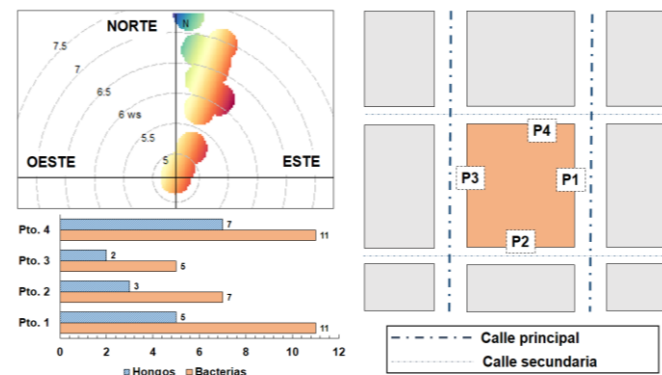 NORTE
N
7.5
7
6.5
6 ws
5.5
5
OESTE
ESTE
Pto. 4
7
11
Pto. 3
2
5
Pto. 2
3
7
Pto. 1
5
11
0 2 4 6 8 10 12
Hongos Bacterias
P4
P3
P1
P2
Calle principal
Calle secundaria